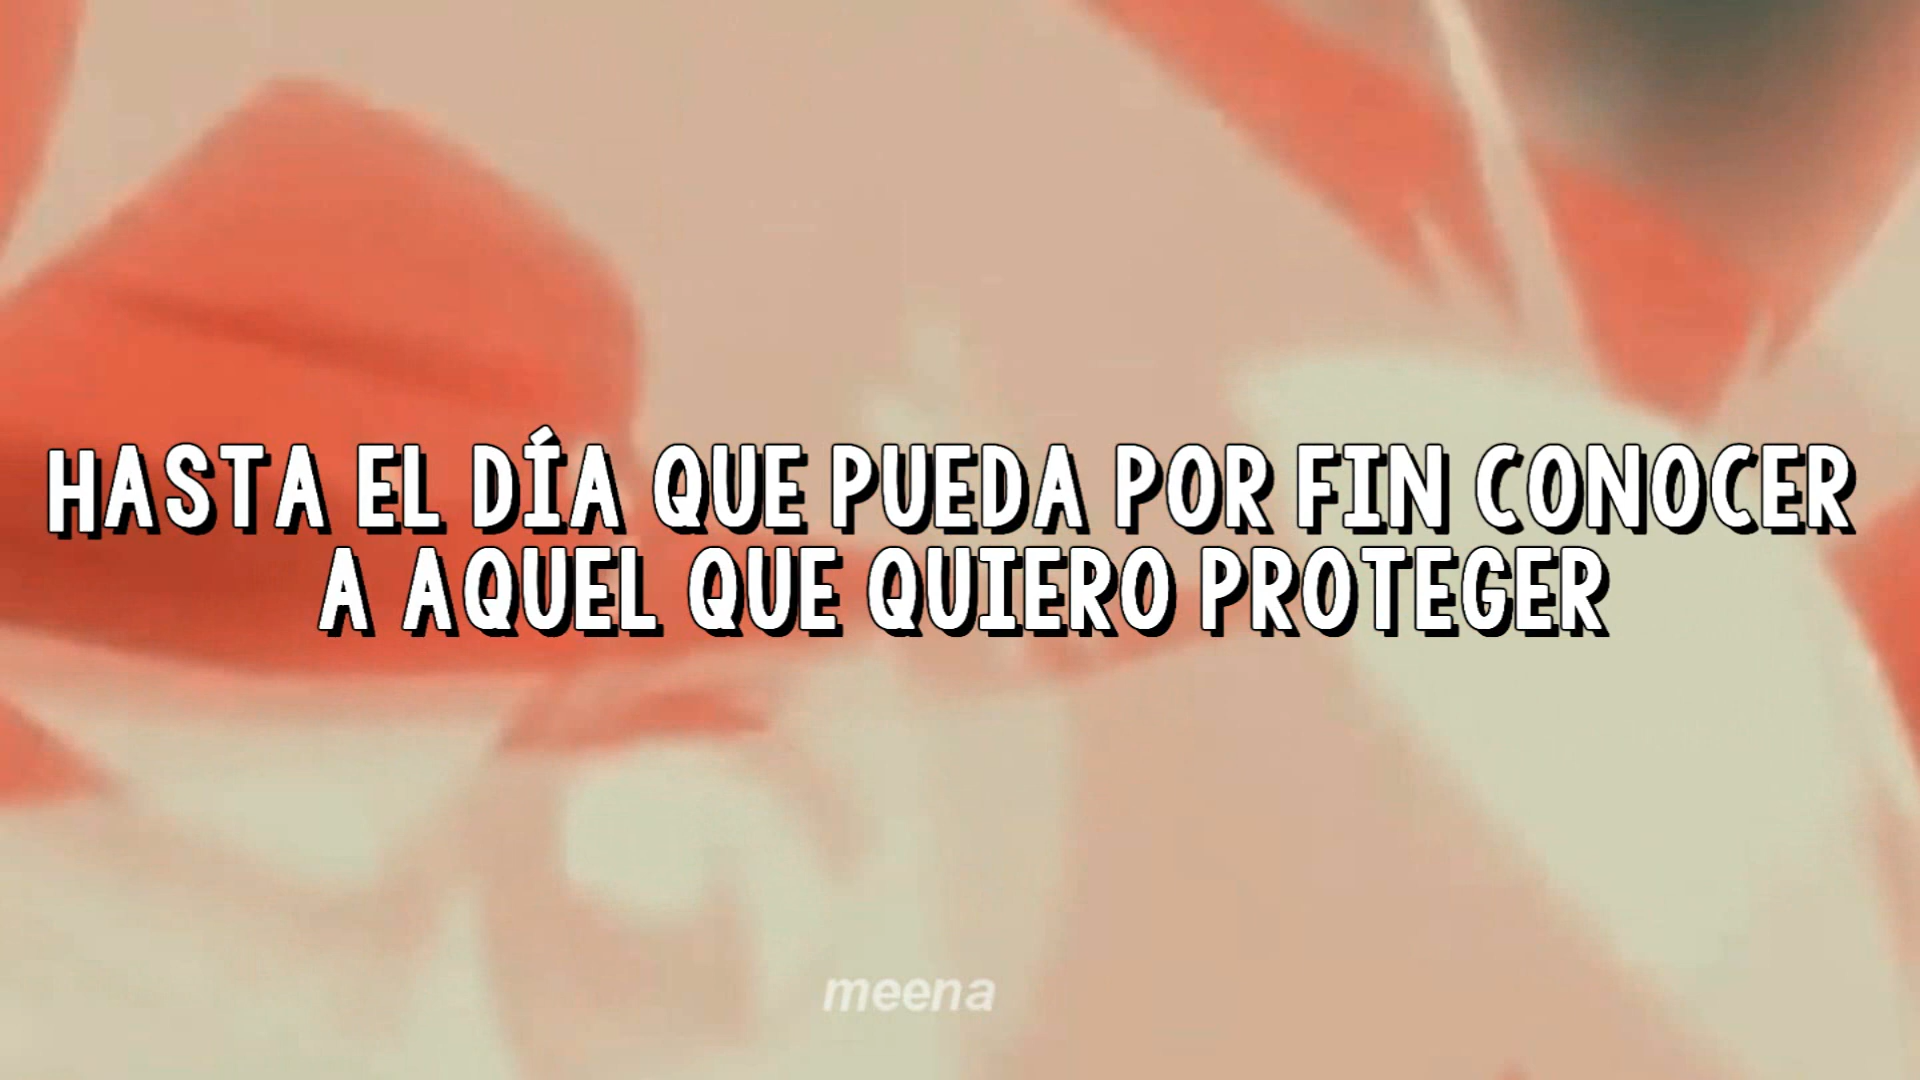 HASTA EL DÍA QUE PUEDA POR FIN CONOCER
A AQUEL QUE QUIERO PROTEGER
meena